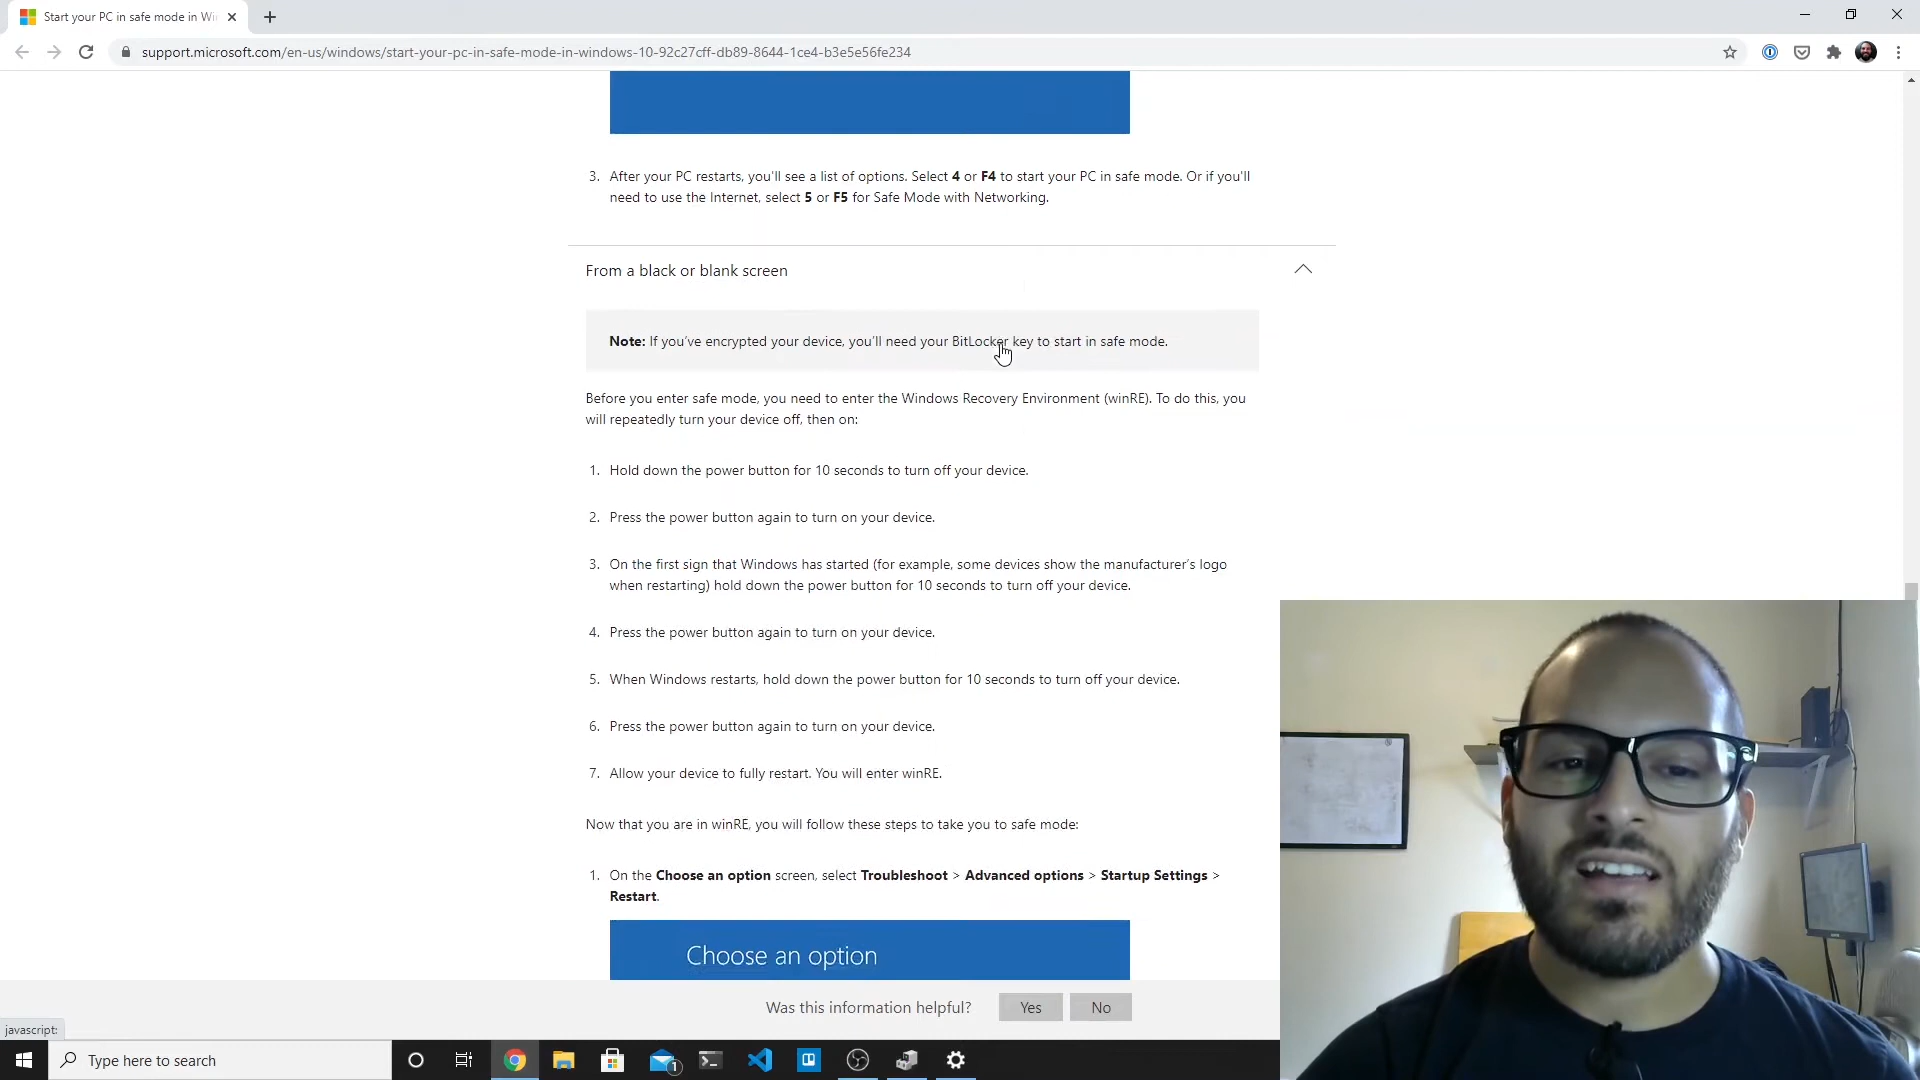 Start your PC in safe mode in Wi
support.microsoft.com/en-us/windows/start-your-pc-in-safe-mode-in-windows-10-92c27cff-db89-8644-1ce4-b3e5e56fe234
3. After your PC restarts, you'll see a list of options. Select 4 or F4 to start your PC in safe mode. Or if you'll
need to use the Internet, select 5 or F5 for Safe Mode with Networking.
From a black or blank screen
Note: If you've encrypted your device, you'll need your BitLocker key to start in safe mode.
Before you enter safe mode, you need to enter the Windows Recovery Environment (winRE). To do this, you
will repeatedly turn your device off, then on:
1. Hold down the power button for 10 seconds to turn off your device.
2. Press the power button again to turn on your device.
3. On the first sign that Windows has started (for example, some devices show the manufacturer's logo
when restarting) hold down the power button for 10 seconds to turn off your device.
4. Press the power button again to turn on your device.
5. When Windows restarts, hold down the power button for 10 seconds to turn off your device.
6. Press the power button again to turn on your device.
7. Allow your device to fully restart. You will enter winRE.
Now that you are in winRE, you will follow these steps to take you to safe mode:
1. On the Choose an option screen, select Troubleshoot > Advanced options > Startup Settings >
Restart.
Choose an option
Was this information helpful? Yes No
javascript:
Type here to search
1